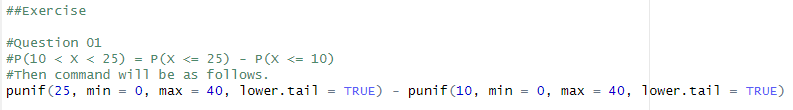 ##Exercise
#Question 01
#P(10 < X < 25) = P(X <= 25) - P(X <= 10)
#Then command will be as follows.
punif(25, min = 0, max = 40, lower.tail = TRUE) - punif(10, min = 0, max = 40, lower.tail = TRUE)